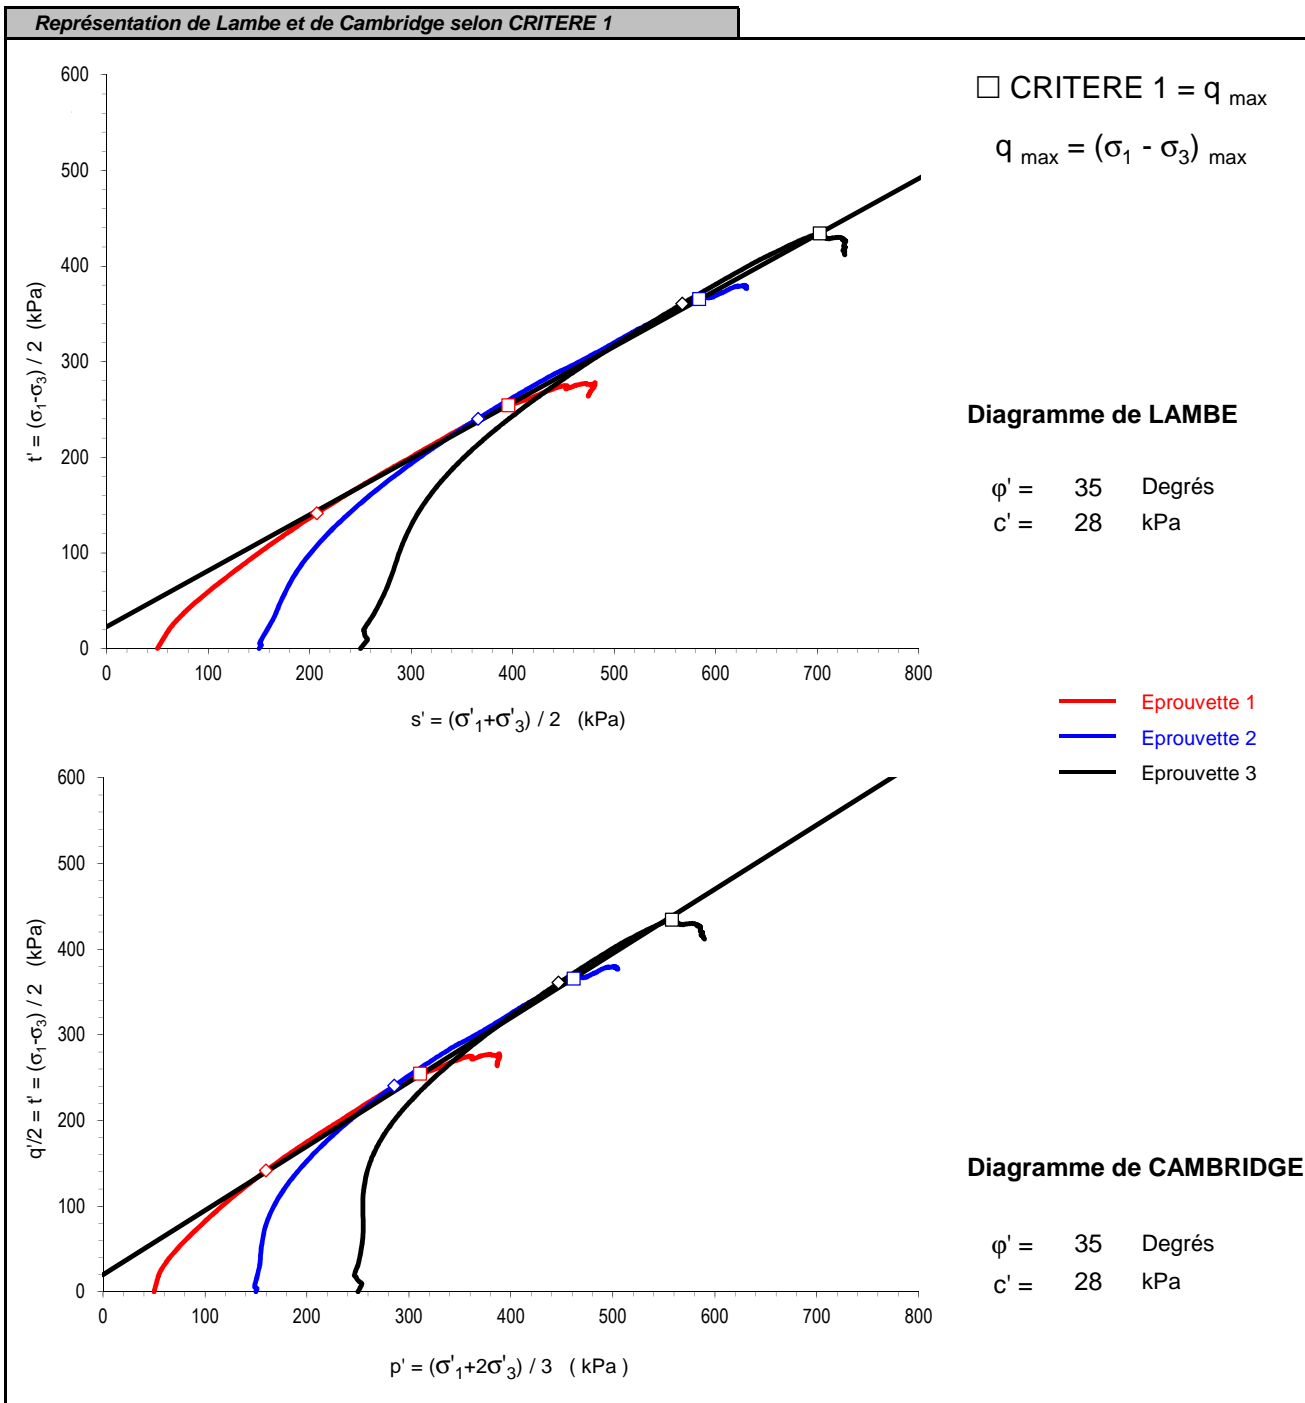 Représentation de Lambe et de Cambridge selon CRITERE 1
□ CRITERE 1 = q max
q max = (σ1 - σ3) max
t' = (σ1-σ3) / 2 (kPa)
600
500
400
300
200
100
0
0 100 200 300 400 500 600 700 800
s' = (σ'1+σ'3) / 2 (kPa)
Diagramme de LAMBE
φ' = 35 Degrés
c' = 28 kPa
Eprouvette 1
Eprouvette 2
Eprouvette 3
q'/2 = t' = (σ1-σ3) / 2 (kPa)
600
500
400
300
200
100
0
0 100 200 300 400 500 600 700 800
p' = (σ'1+2σ'3) / 3 ( kPa )
Diagramme de CAMBRIDGE
φ' = 35 Degrés
c' = 28 kPa